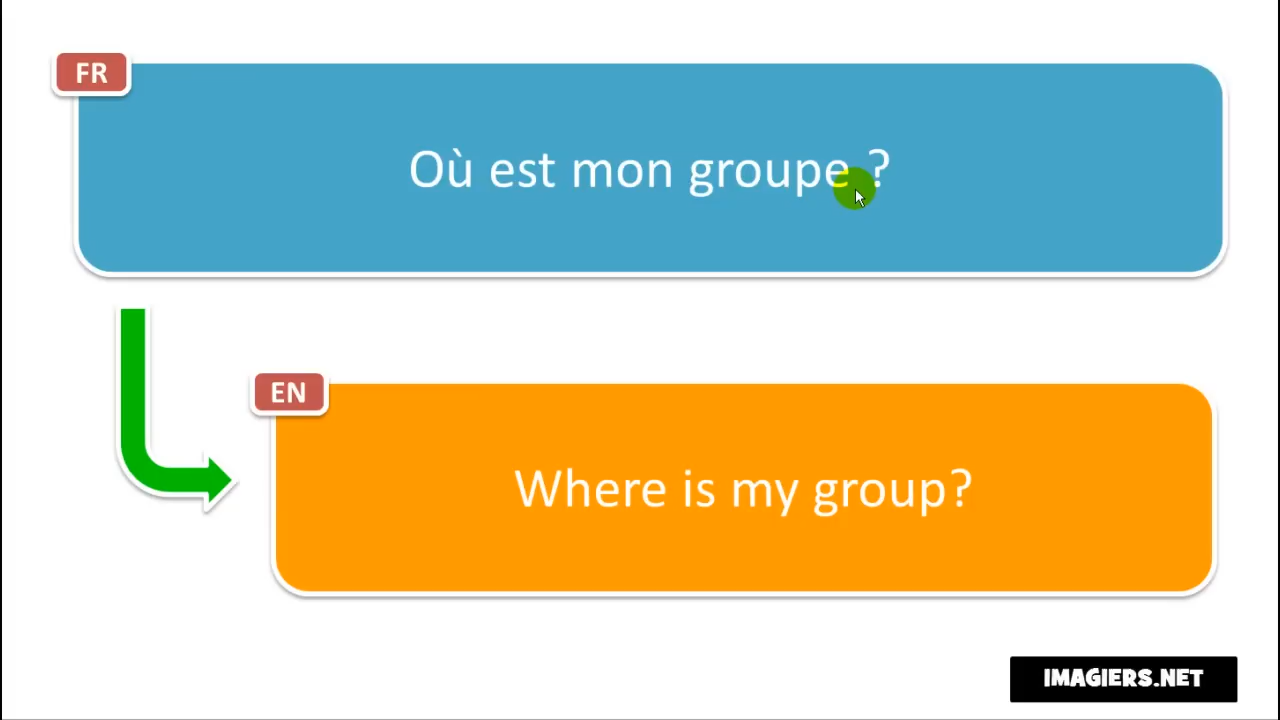 FR
Où est mon groupe ?
EN
Where is my group?
IMAGIERS.NET